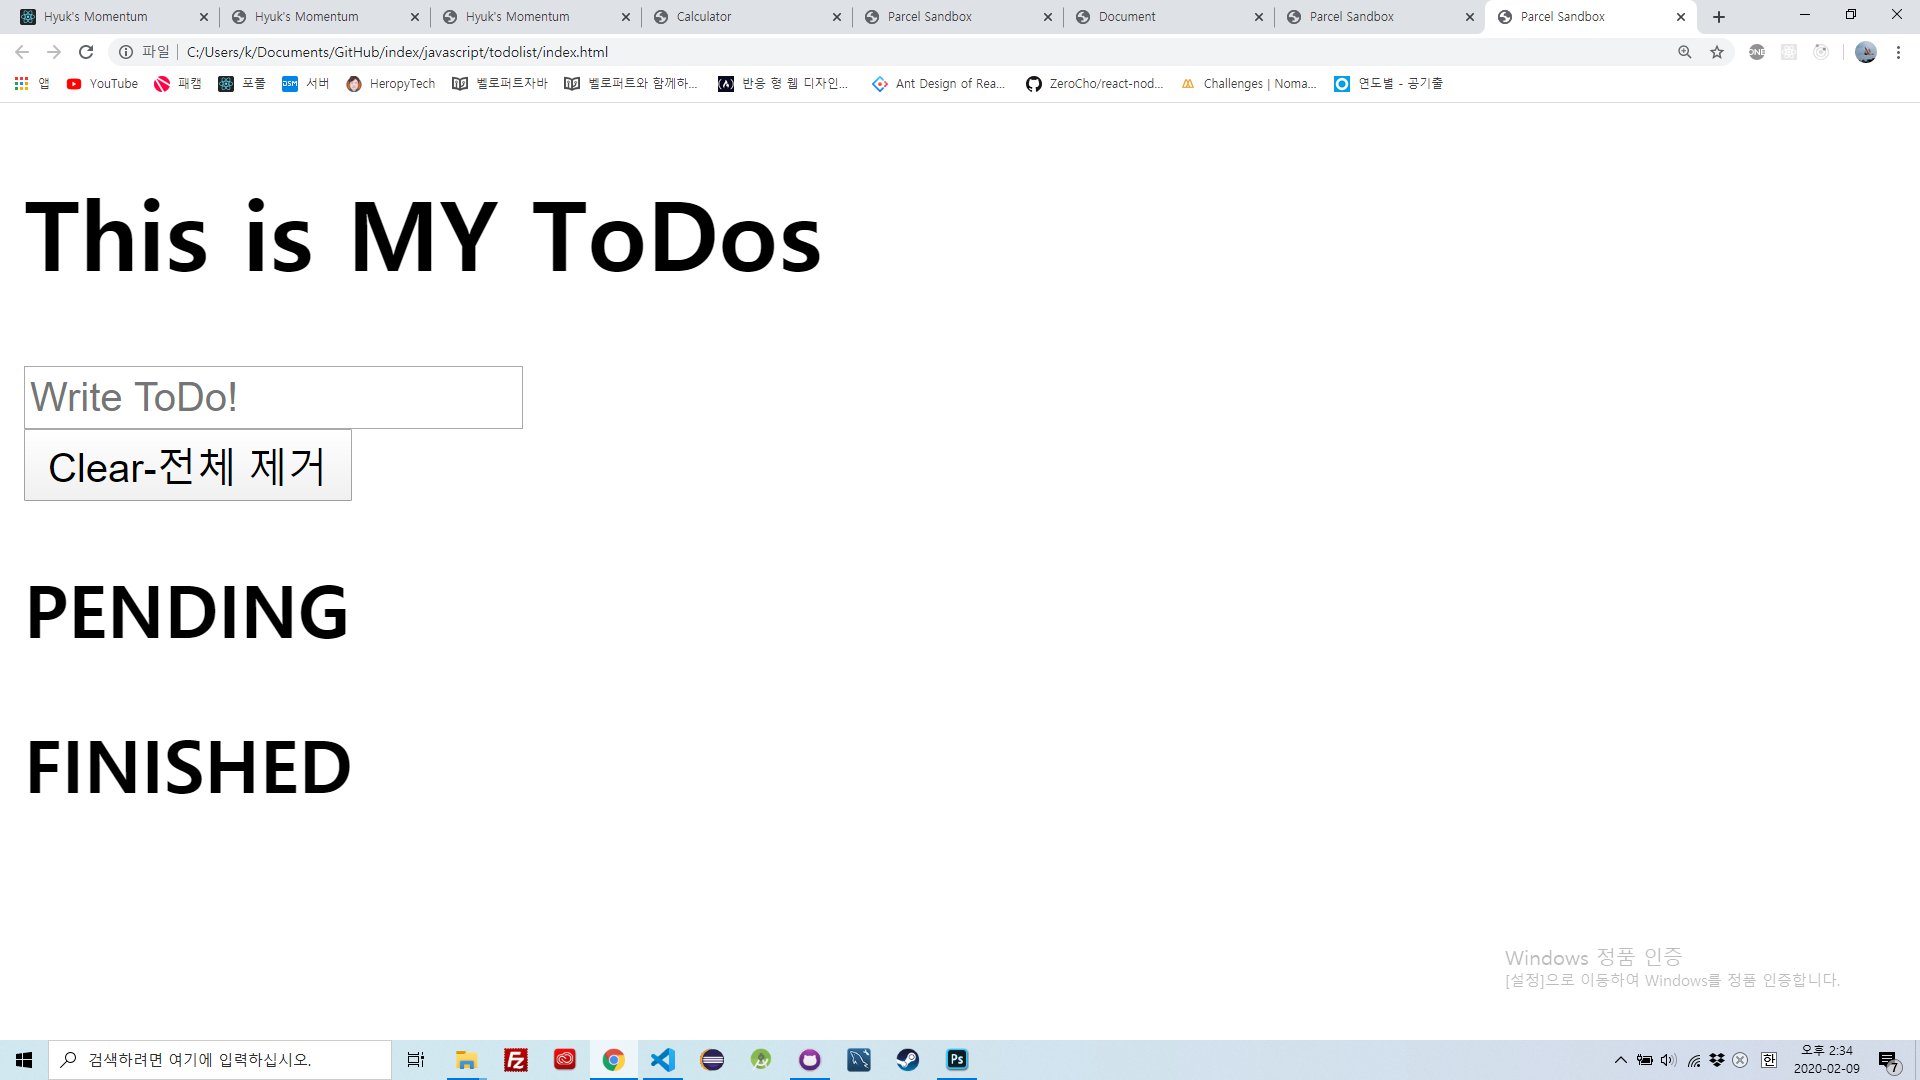 Hyuk's Momentum
Hyuk's Momentum
Hyuk's Momentum
Calculator
Parcel Sandbox
Document
Parcel Sandbox
Parcel Sandbox
파일 C:/Users/k/Documents/GitHub/index/javascript/todolist/index.html
ONE
앱
YouTube
패캠
포폴
DSM 서버
HeropyTech
벨로퍼트자바
벨로퍼트와 함께하...
반응 형 웹 디자인...
Ant Design of Rea...
ZeroCho/react-nod...
Challenges | Noma...
연도별 - 공기출
This is MY ToDos
Write ToDo!
Clear-전체 제거
PENDING
FINISHED
Windows 정품 인증
[설정]으로 이동하여 Windows를 정품 인증합니다.
검색하려면 여기에 입력하십시오.
Fz
Ps
한
오후 2:34
2020-02-09
7